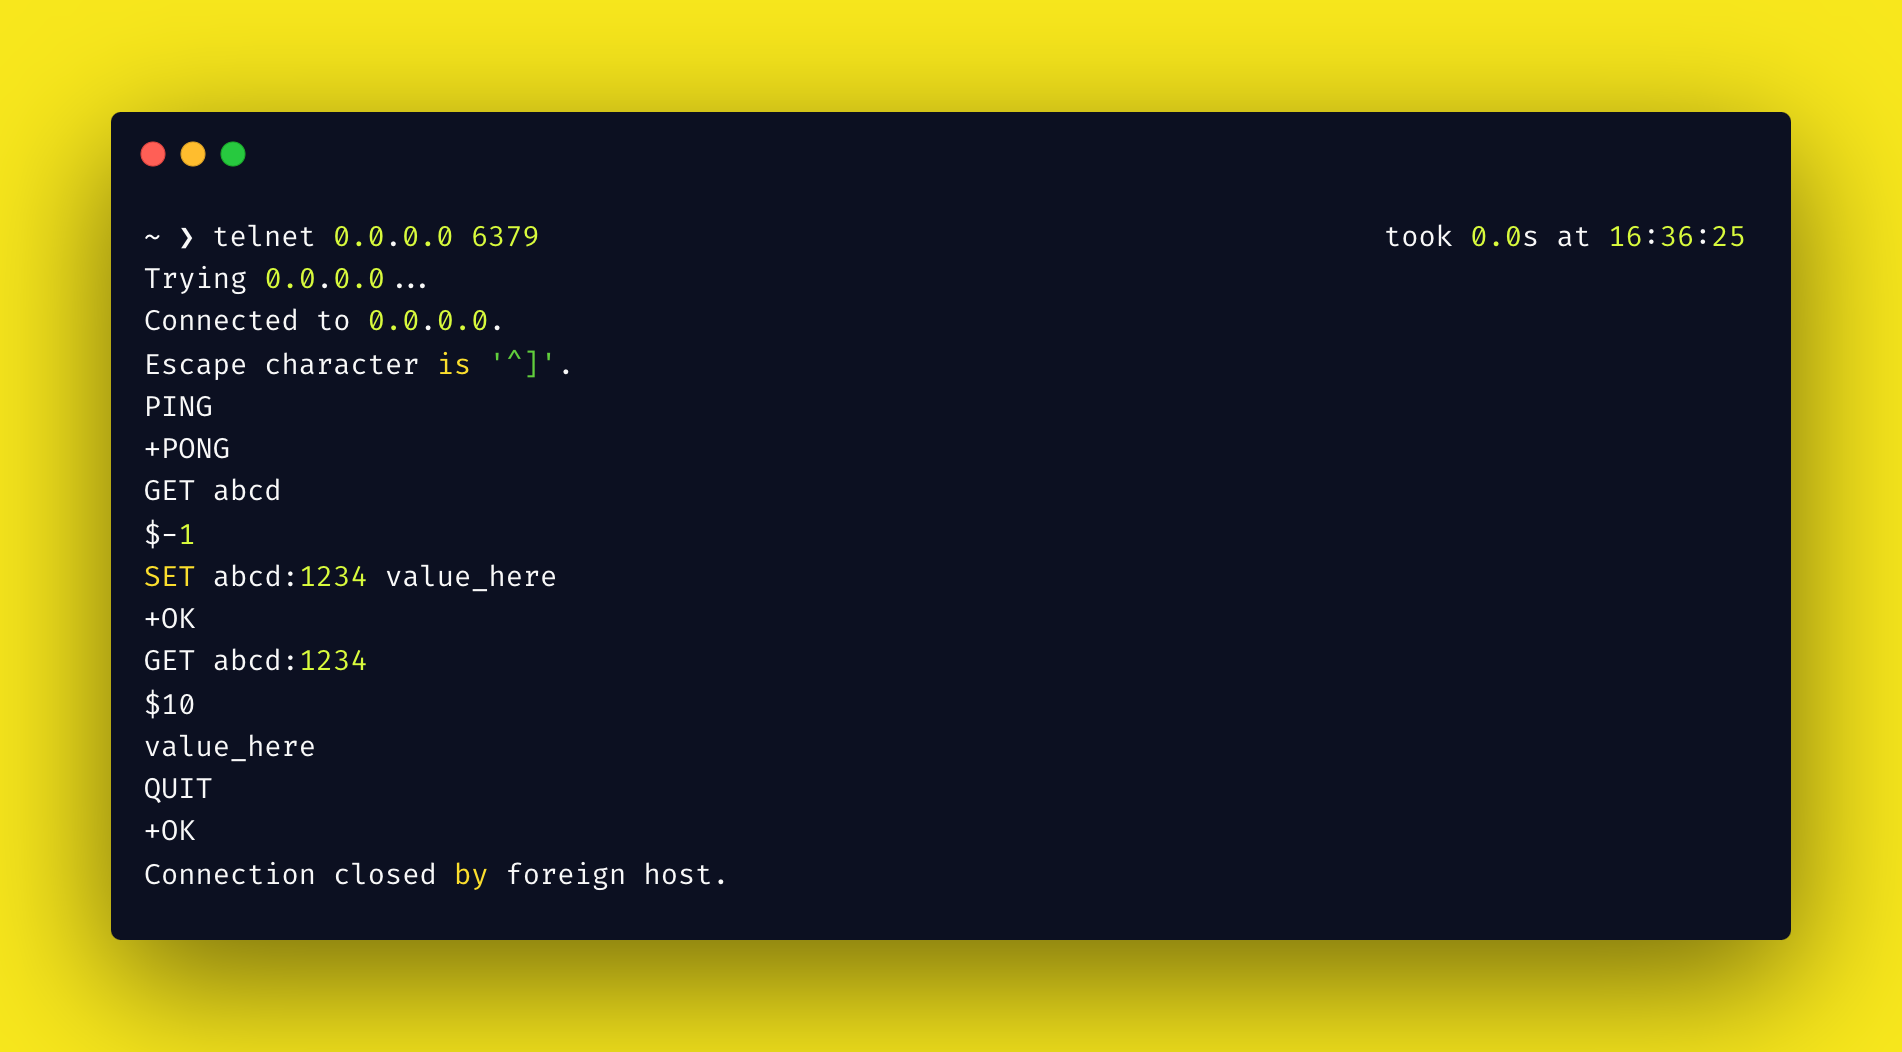 ~ ❯ telnet 0.0.0.0 6379 took 0.0s at 16:36:25
Trying 0.0.0.0...
Connected to 0.0.0.0.
Escape character is '^]'.
PING
+PONG
GET abcd
$-1
SET abcd:1234 value_here
+OK
GET abcd:1234
$10
value_here
QUIT
+OK
Connection closed by foreign host.